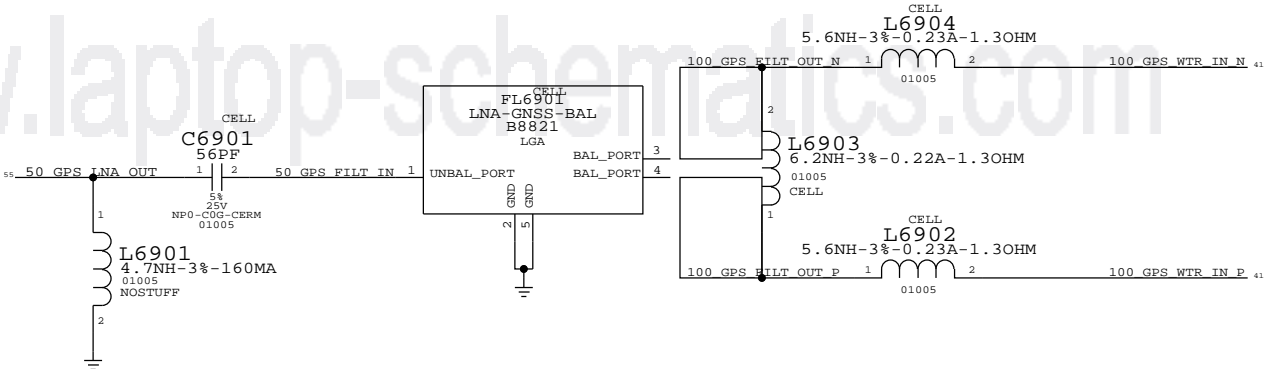 www.laptop-schematics.com
55 50_GPS_LNA_OUT
CELL
C6901
56PF
1 2
5%
25V
NP0-C0G-CERM
01005
50_GPS_FILT_IN 1
1
L6901
4.7NH-3%-160MA
01005
NOSTUFF
2
CELL
FL6901
LNA-GNSS-BAL
B8821
LGA
UNBAL_PORT
BAL_PORT 3
BAL_PORT 4
GND GND
2 5
CELL
L6904
5.6NH-3%-0.23A-1.3OHM
100_GPS_FILT_OUT_N 1 2 100_GPS_WTR_IN_N 41
01005
2
L6903
6.2NH-3%-0.22A-1.3OHM
01005
CELL
1
CELL
L6902
5.6NH-3%-0.23A-1.3OHM
100_GPS_FILT_OUT_P 1 2 100_GPS_WTR_IN_P 41
01005